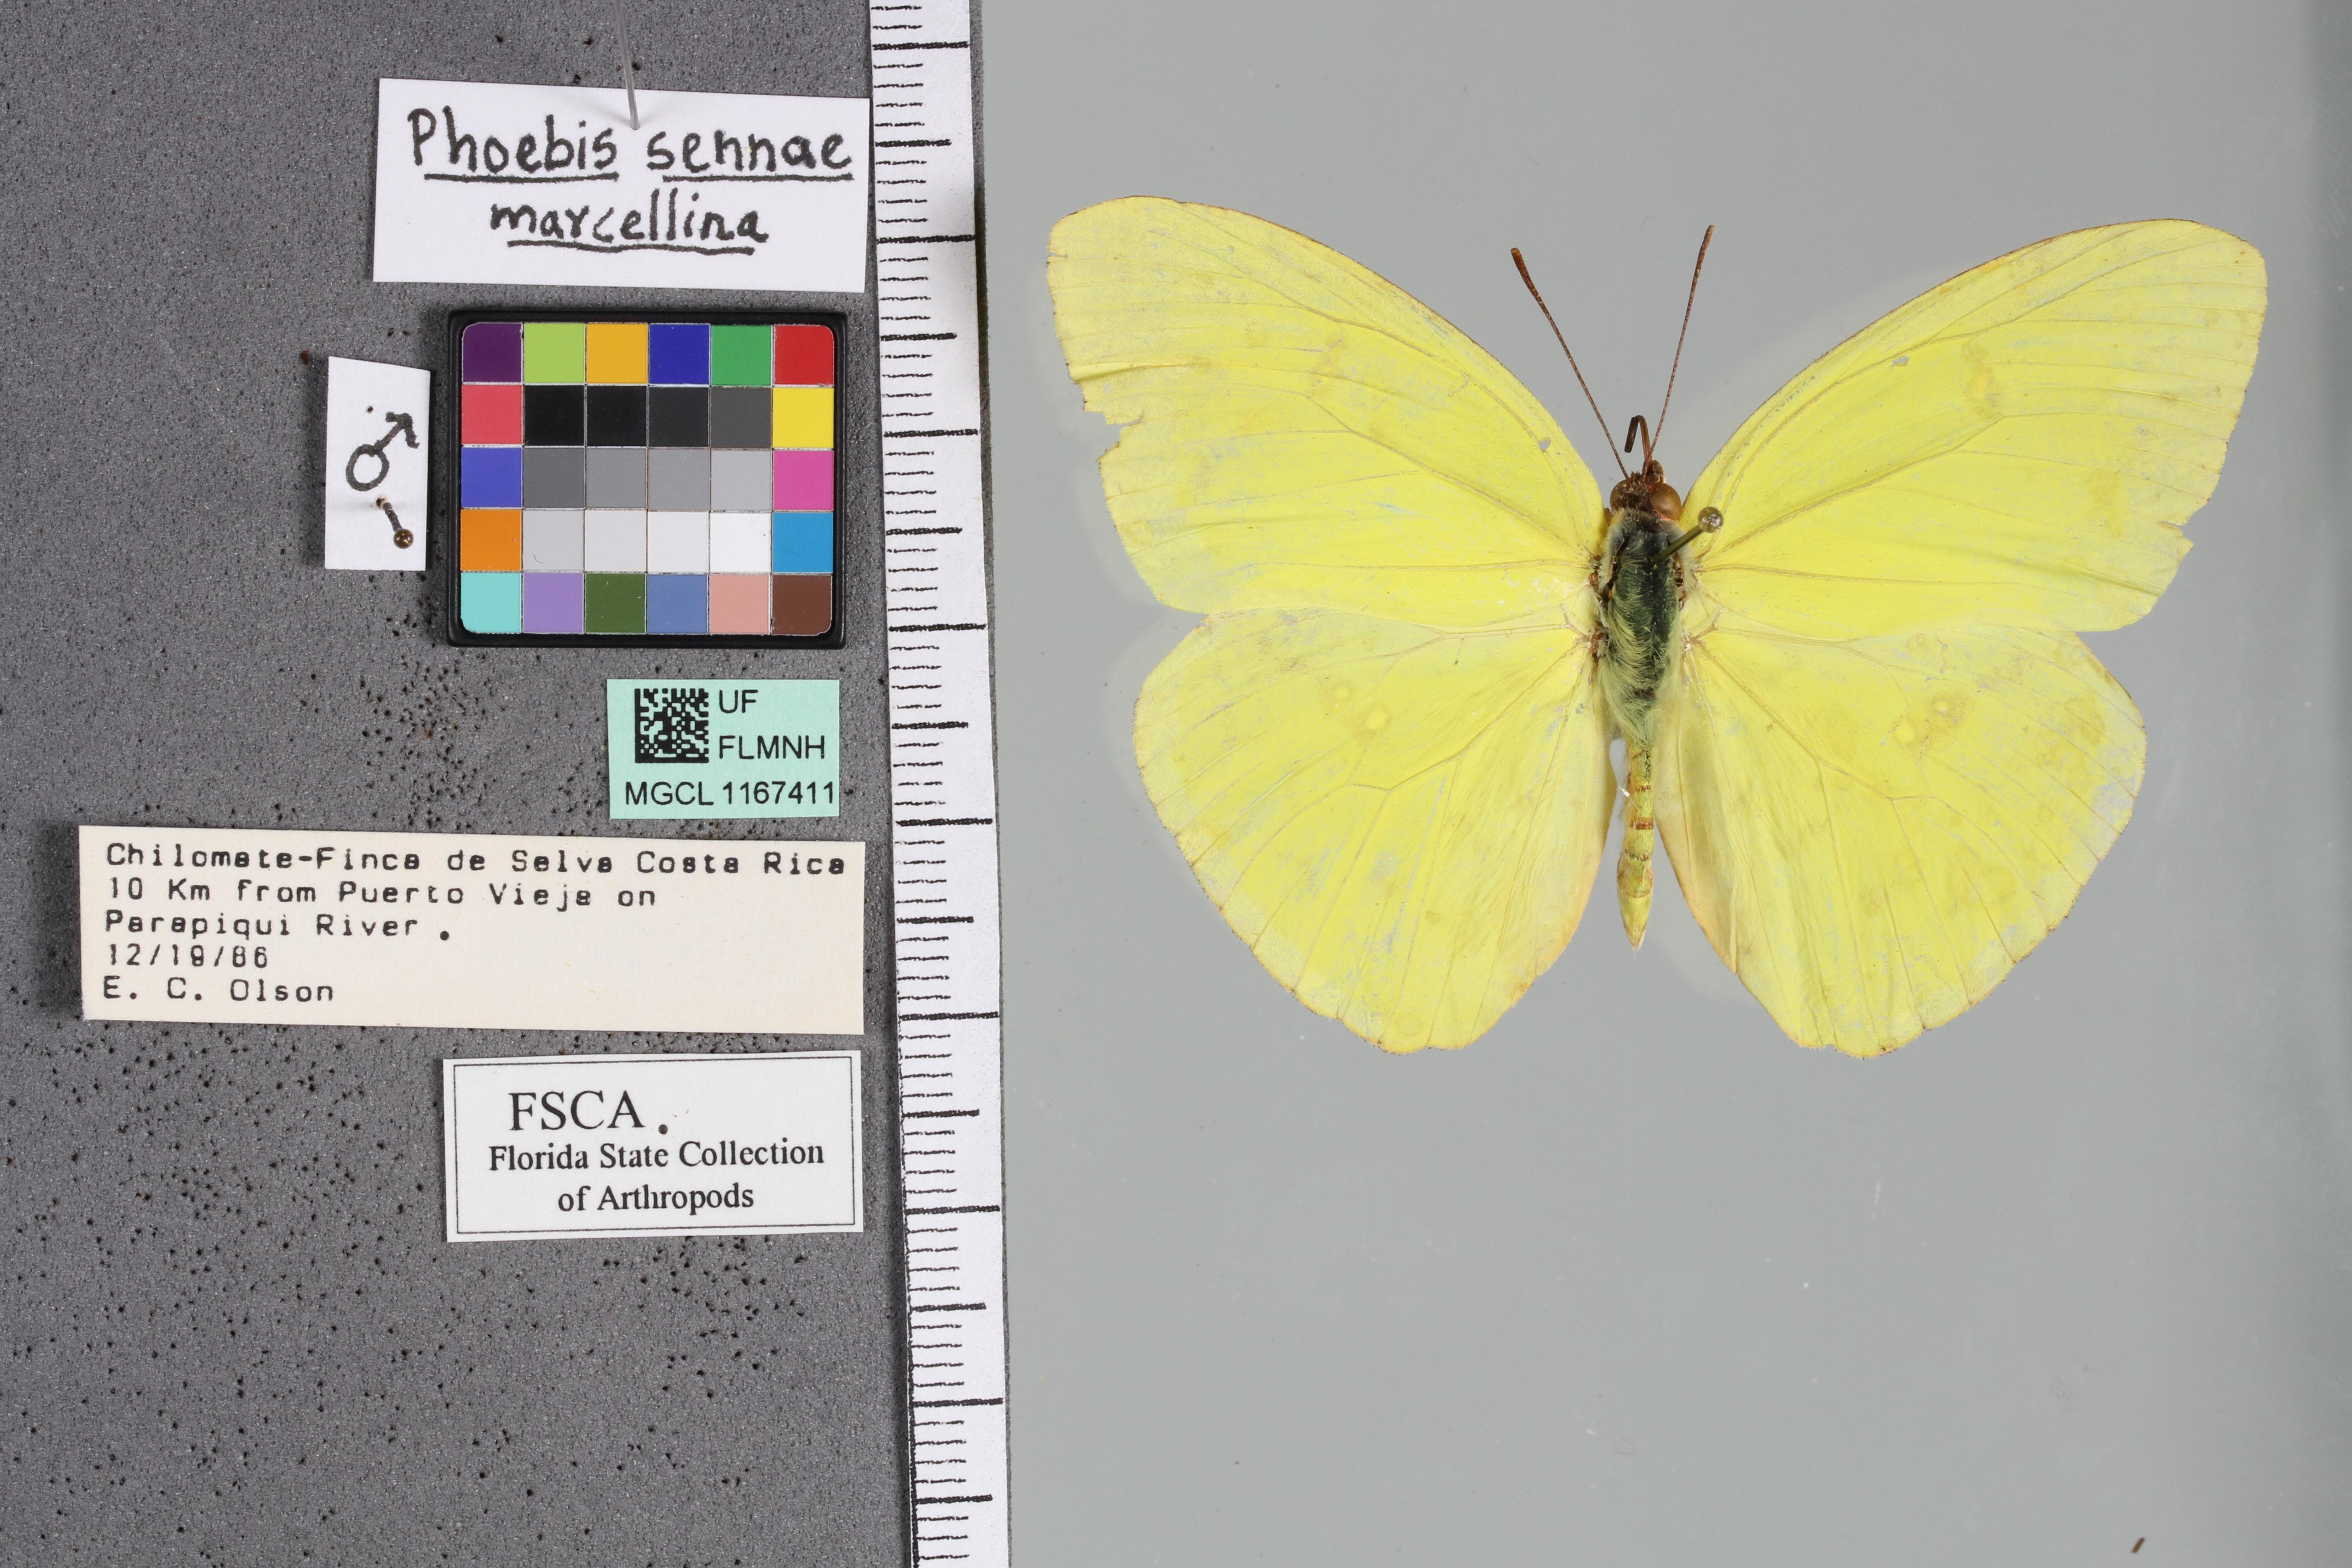 Phoebis sennae
marcellina
♂
UF
FLMNH
MGCL 1167411
Chilomate-Finca de Selva Costa Rica
10 Km from Puerto Vieja on
Parapiqui River.
12/19/86
E. C. Olson
FSCA.
Florida State Collection
of Arthropods